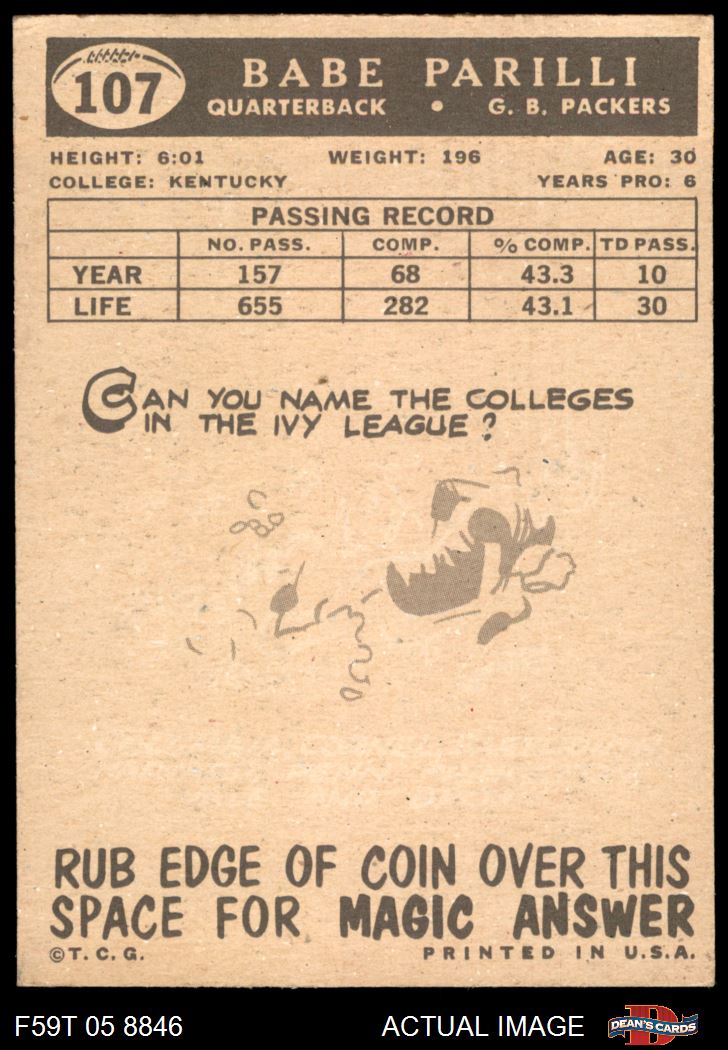 107
BABE PARILLI
QUARTERBACK • G. B. PACKERS
HEIGHT: 6:01 WEIGHT: 196 AGE: 30
COLLEGE: KENTUCKY YEARS PRO: 6
PASSING RECORD
NO. PASS. COMP. % COMP. TD PASS.
YEAR 157 68 43.3 10
LIFE 655 282 43.1 30
CAN YOU NAME THE COLLEGES
IN THE IVY LEAGUE?
RUB EDGE OF COIN OVER THIS
SPACE FOR MAGIC ANSWER
©T. C. G. PRINTED IN U.S.A.
F59T 05 8846 ACTUAL IMAGE D DEAN'S CARDS